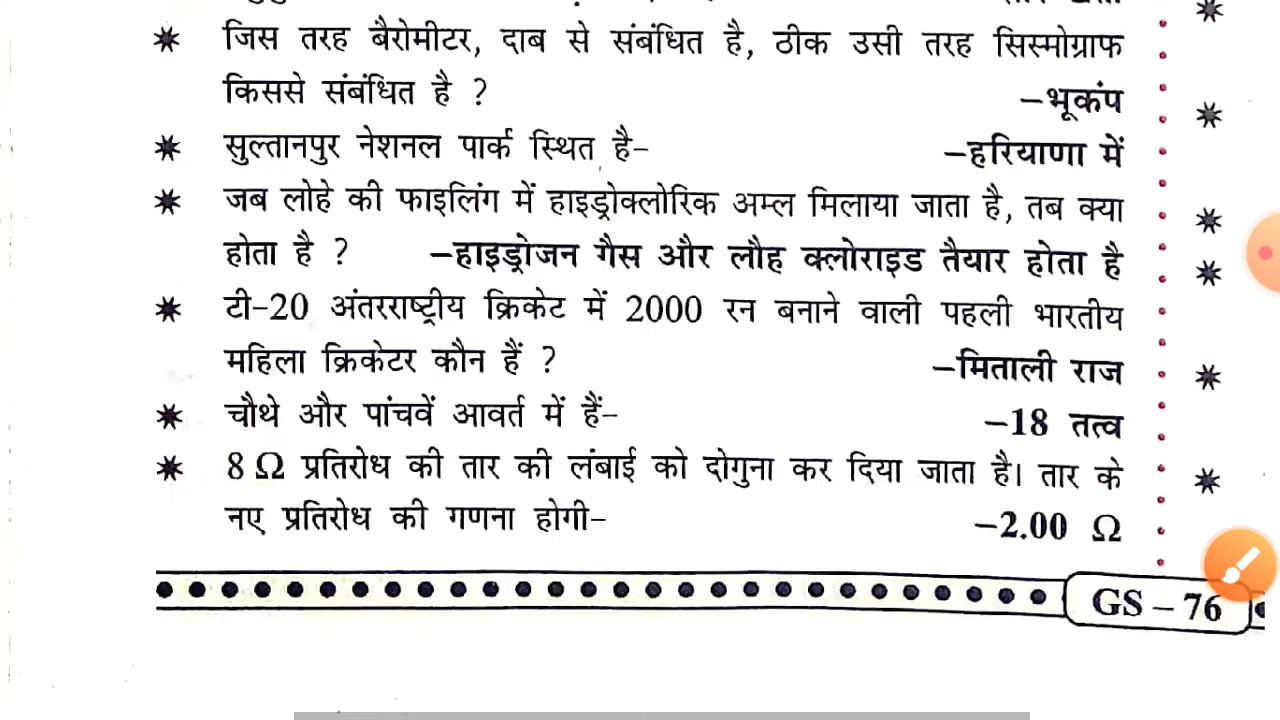 जिस तरह बैरोमीटर, दाब से संबंधित है, ठीक उसी तरह सिस्मोग्राफ
किससे संबंधित है ? –भूकंप
सुल्तानपुर नेशनल पार्क स्थित है– –हरियाणा में
जब लोहे की फाइलिंग में हाइड्रोक्लोरिक अम्ल मिलाया जाता है, तब क्या
होता है ? –हाइड्रोजन गैस और लौह क्लोराइड तैयार होता है
टी–20 अंतरराष्ट्रीय क्रिकेट में 2000 रन बनाने वाली पहली भारतीय
महिला क्रिकेटर कौन हैं ? –मिताली राज
चौथे और पांचवें आवर्त में हैं– –18 तत्व
8 Ω प्रतिरोध की तार की लंबाई को दोगुना कर दिया जाता है। तार के
नए प्रतिरोध की गणना होगी– –2.00 Ω
GS – 76